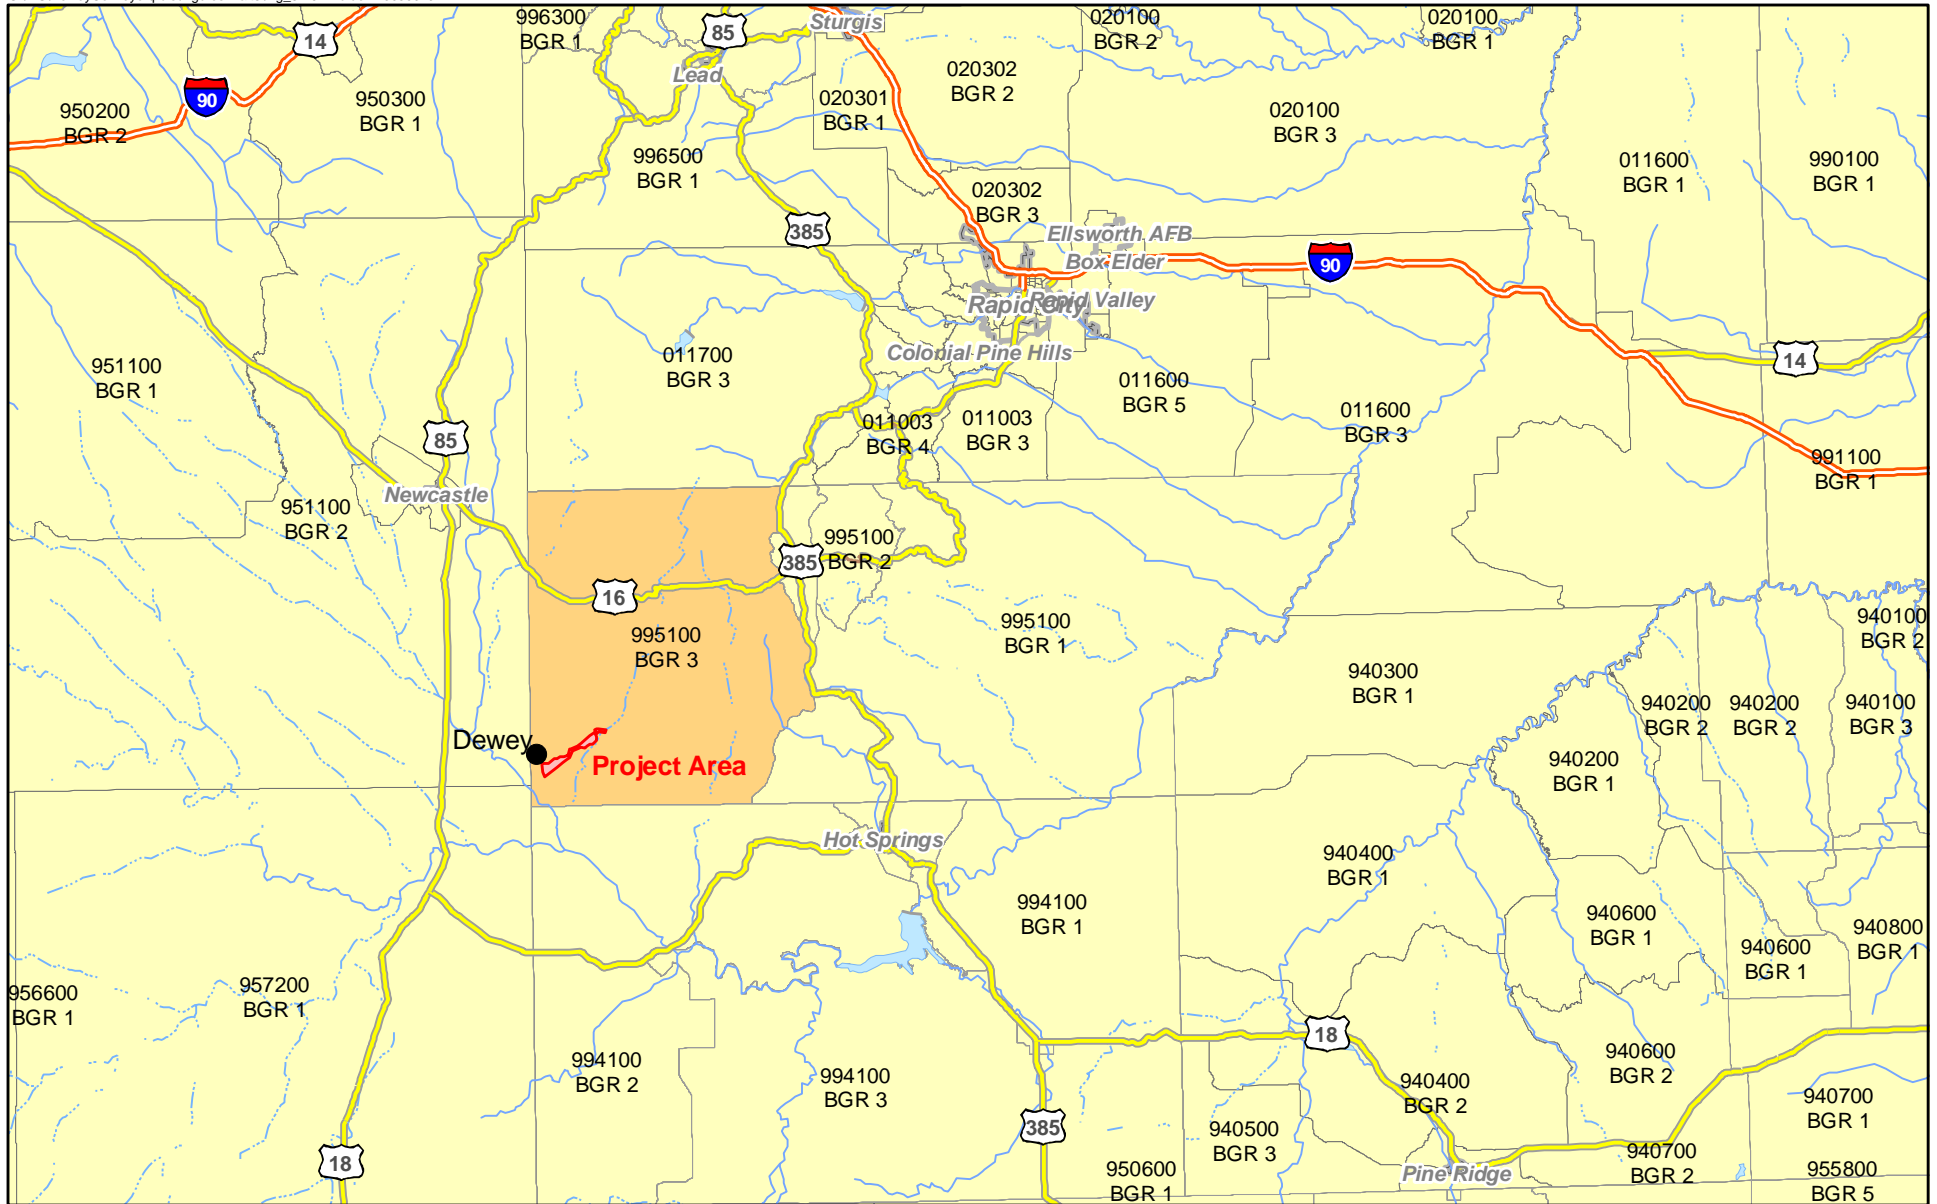 996300
BGR 1
85
Sturgis
020100
BGR 2
020100
BGR 1
14
Lead
90
950200
BGR 2
950300
BGR 1
020301
BGR 1
020302
BGR 2
020100
BGR 3
996500
BGR 1
011600
BGR 1
990100
BGR 1
020302
BGR 3
385
Ellsworth AFB
Box Elder
90
Rapid City
Rapid Valley
Colonial Pine Hills
951100
BGR 1
011700
BGR 3
14
011600
BGR 5
011600
BGR 3
011003
BGR 4
011003
BGR 3
85
991100
BGR 1
Newcastle
951100
BGR 2
995100
BGR 2
385
16
995100
BGR 3
995100
BGR 1
940100
BGR 2
940300
BGR 1
940200
BGR 2
940200
BGR 2
940100
BGR 3
Dewey
Project Area
940200
BGR 1
Hot Springs
940400
BGR 1
994100
BGR 1
940600
BGR 1
940600
BGR 1
940800
BGR 1
956600
BGR 1
957200
BGR 1
18
994100
BGR 2
994100
BGR 3
940600
BGR 2
940400
BGR 2
940700
BGR 1
385
940500
BGR 3
18
950600
BGR 1
Pine Ridge
940700
BGR 2
955800
BGR 5